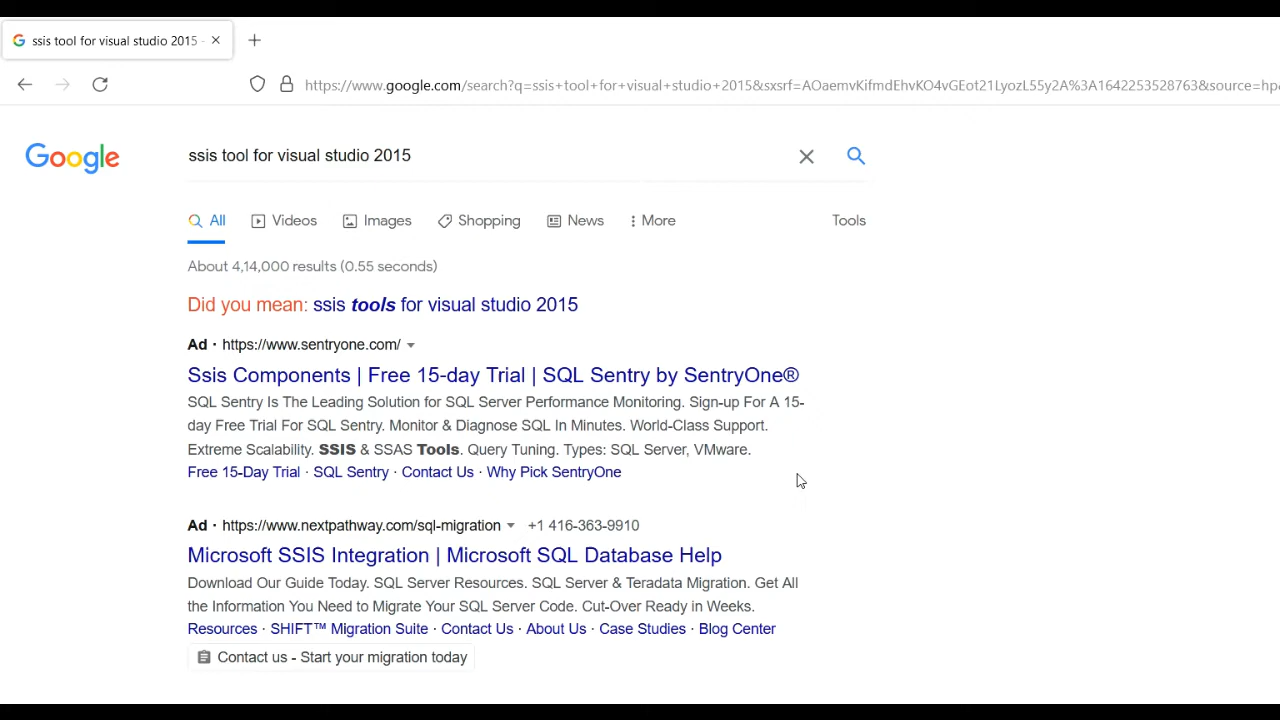 ssis tool for visual studio 2015 -
https://www.google.com/search?q=ssis+tool+for+visual+studio+2015&sxsrf=AOaemvKifmdEhvKO4vGEot21LyozL55y2A%3A1642253528763&source=hp&
Google
ssis tool for visual studio 2015
All Videos Images Shopping News More Tools
About 4,14,000 results (0.55 seconds)
Did you mean: ssis tools for visual studio 2015
Ad · https://www.sentryone.com/
Ssis Components | Free 15-day Trial | SQL Sentry by SentryOne®
SQL Sentry Is The Leading Solution for SQL Server Performance Monitoring. Sign-up For A 15-
day Free Trial For SQL Sentry. Monitor & Diagnose SQL In Minutes. World-Class Support.
Extreme Scalability. SSIS & SSAS Tools. Query Tuning. Types: SQL Server, VMware.
Free 15-Day Trial · SQL Sentry · Contact Us · Why Pick SentryOne
Ad · https://www.nextpathway.com/sql-migration +1 416-363-9910
Microsoft SSIS Integration | Microsoft SQL Database Help
Download Our Guide Today. SQL Server Resources. SQL Server & Teradata Migration. Get All
the Information You Need to Migrate Your SQL Server Code. Cut-Over Ready in Weeks.
Resources · SHIFT™ Migration Suite · Contact Us · About Us · Case Studies · Blog Center
Contact us - Start your migration today